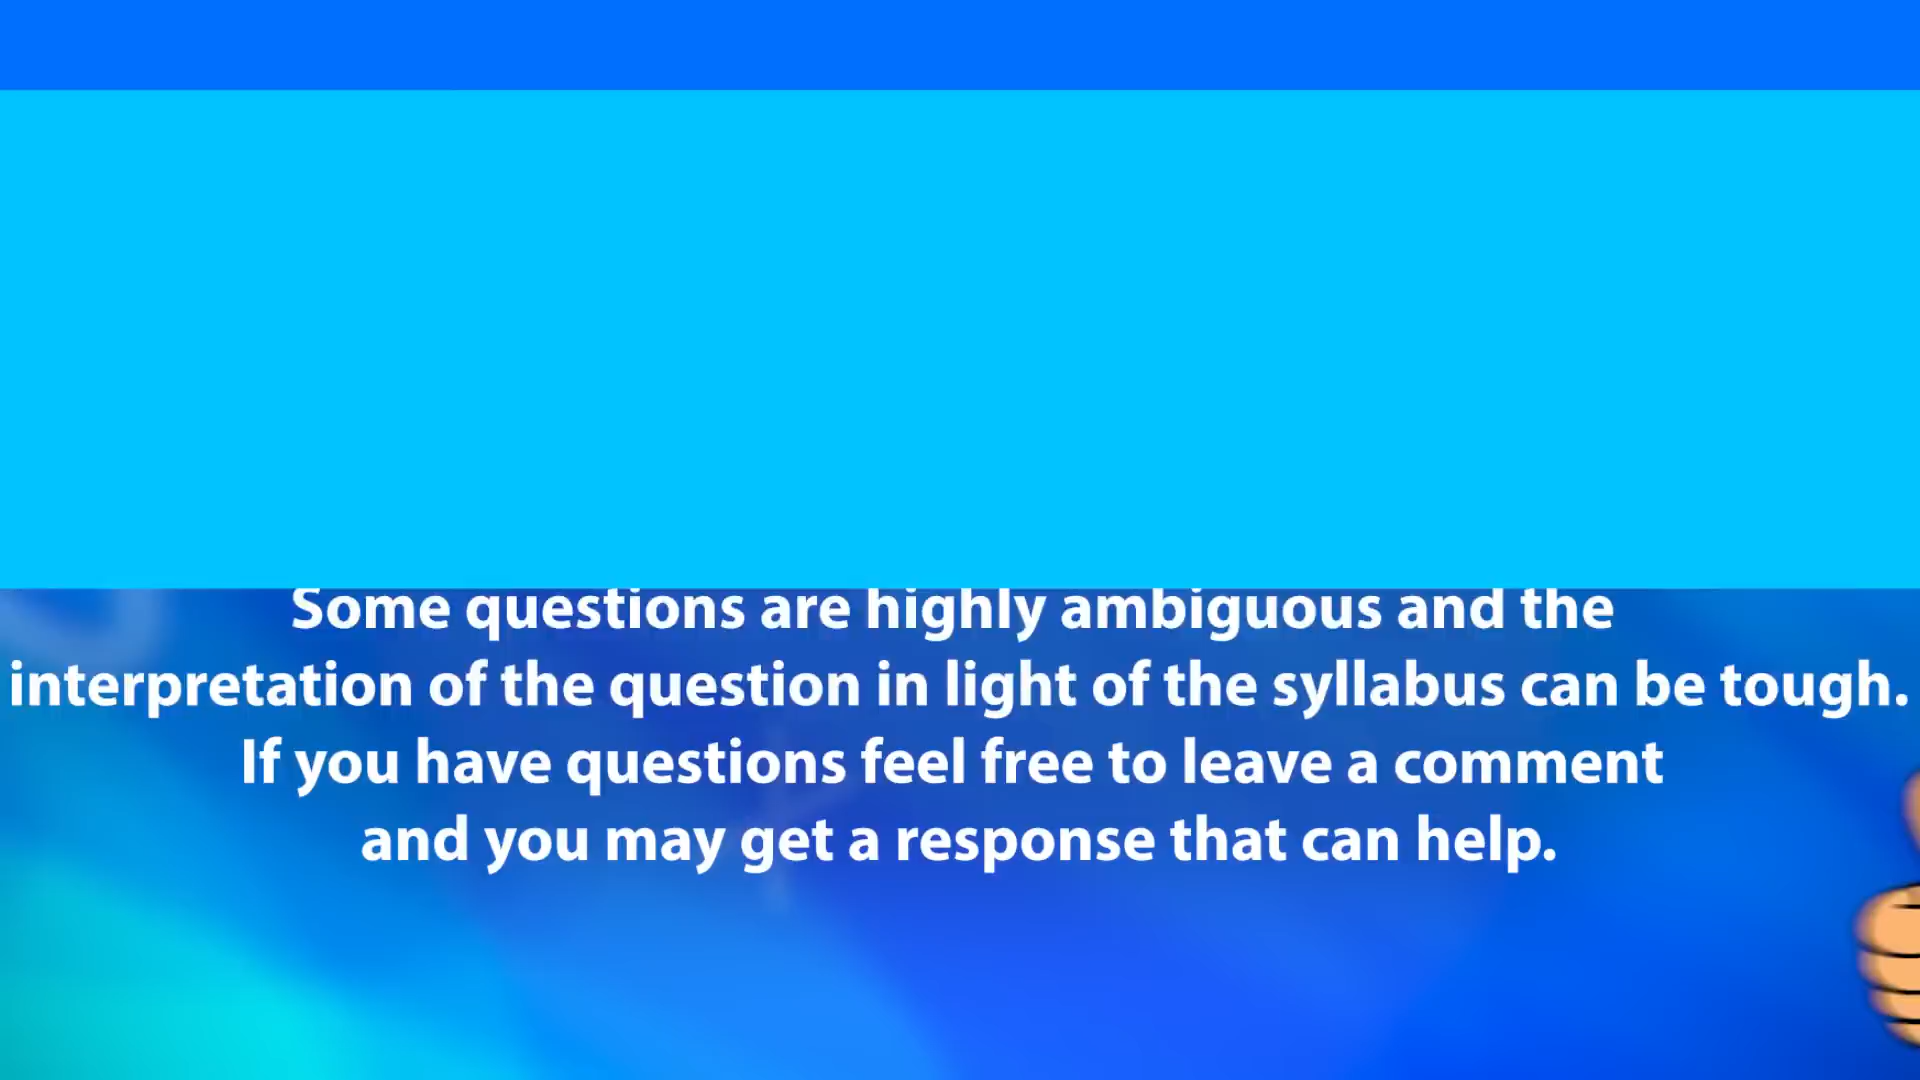 Some questions are highly ambiguous and the
interpretation of the question in light of the syllabus can be tough.
If you have questions feel free to leave a comment
and you may get a response that can help.